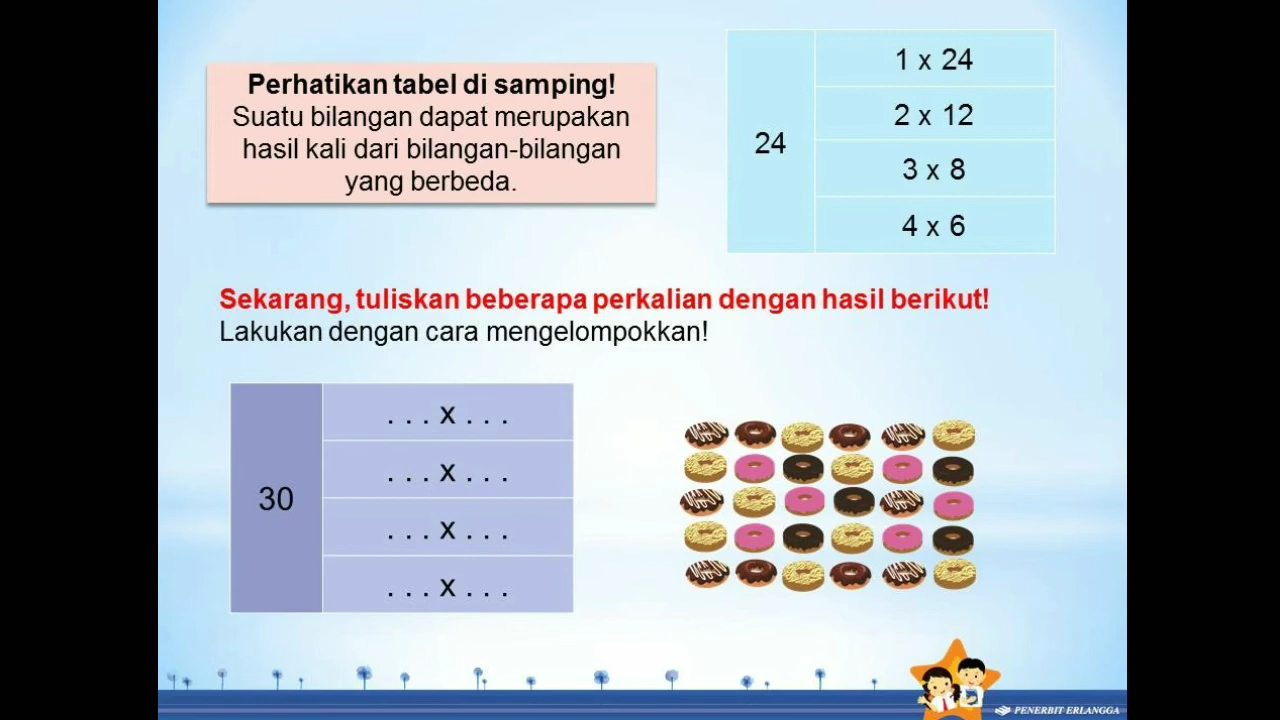 Perhatikan tabel di samping!
Suatu bilangan dapat merupakan
hasil kali dari bilangan-bilangan
yang berbeda.
24
1 x 24
2 x 12
3 x 8
4 x 6
Sekarang, tuliskan beberapa perkalian dengan hasil berikut!
Lakukan dengan cara mengelompokkan!
30
. . . x . . .
. . . x . . .
. . . x . . .
. . . x . . .
PENERBIT ERLANGGA